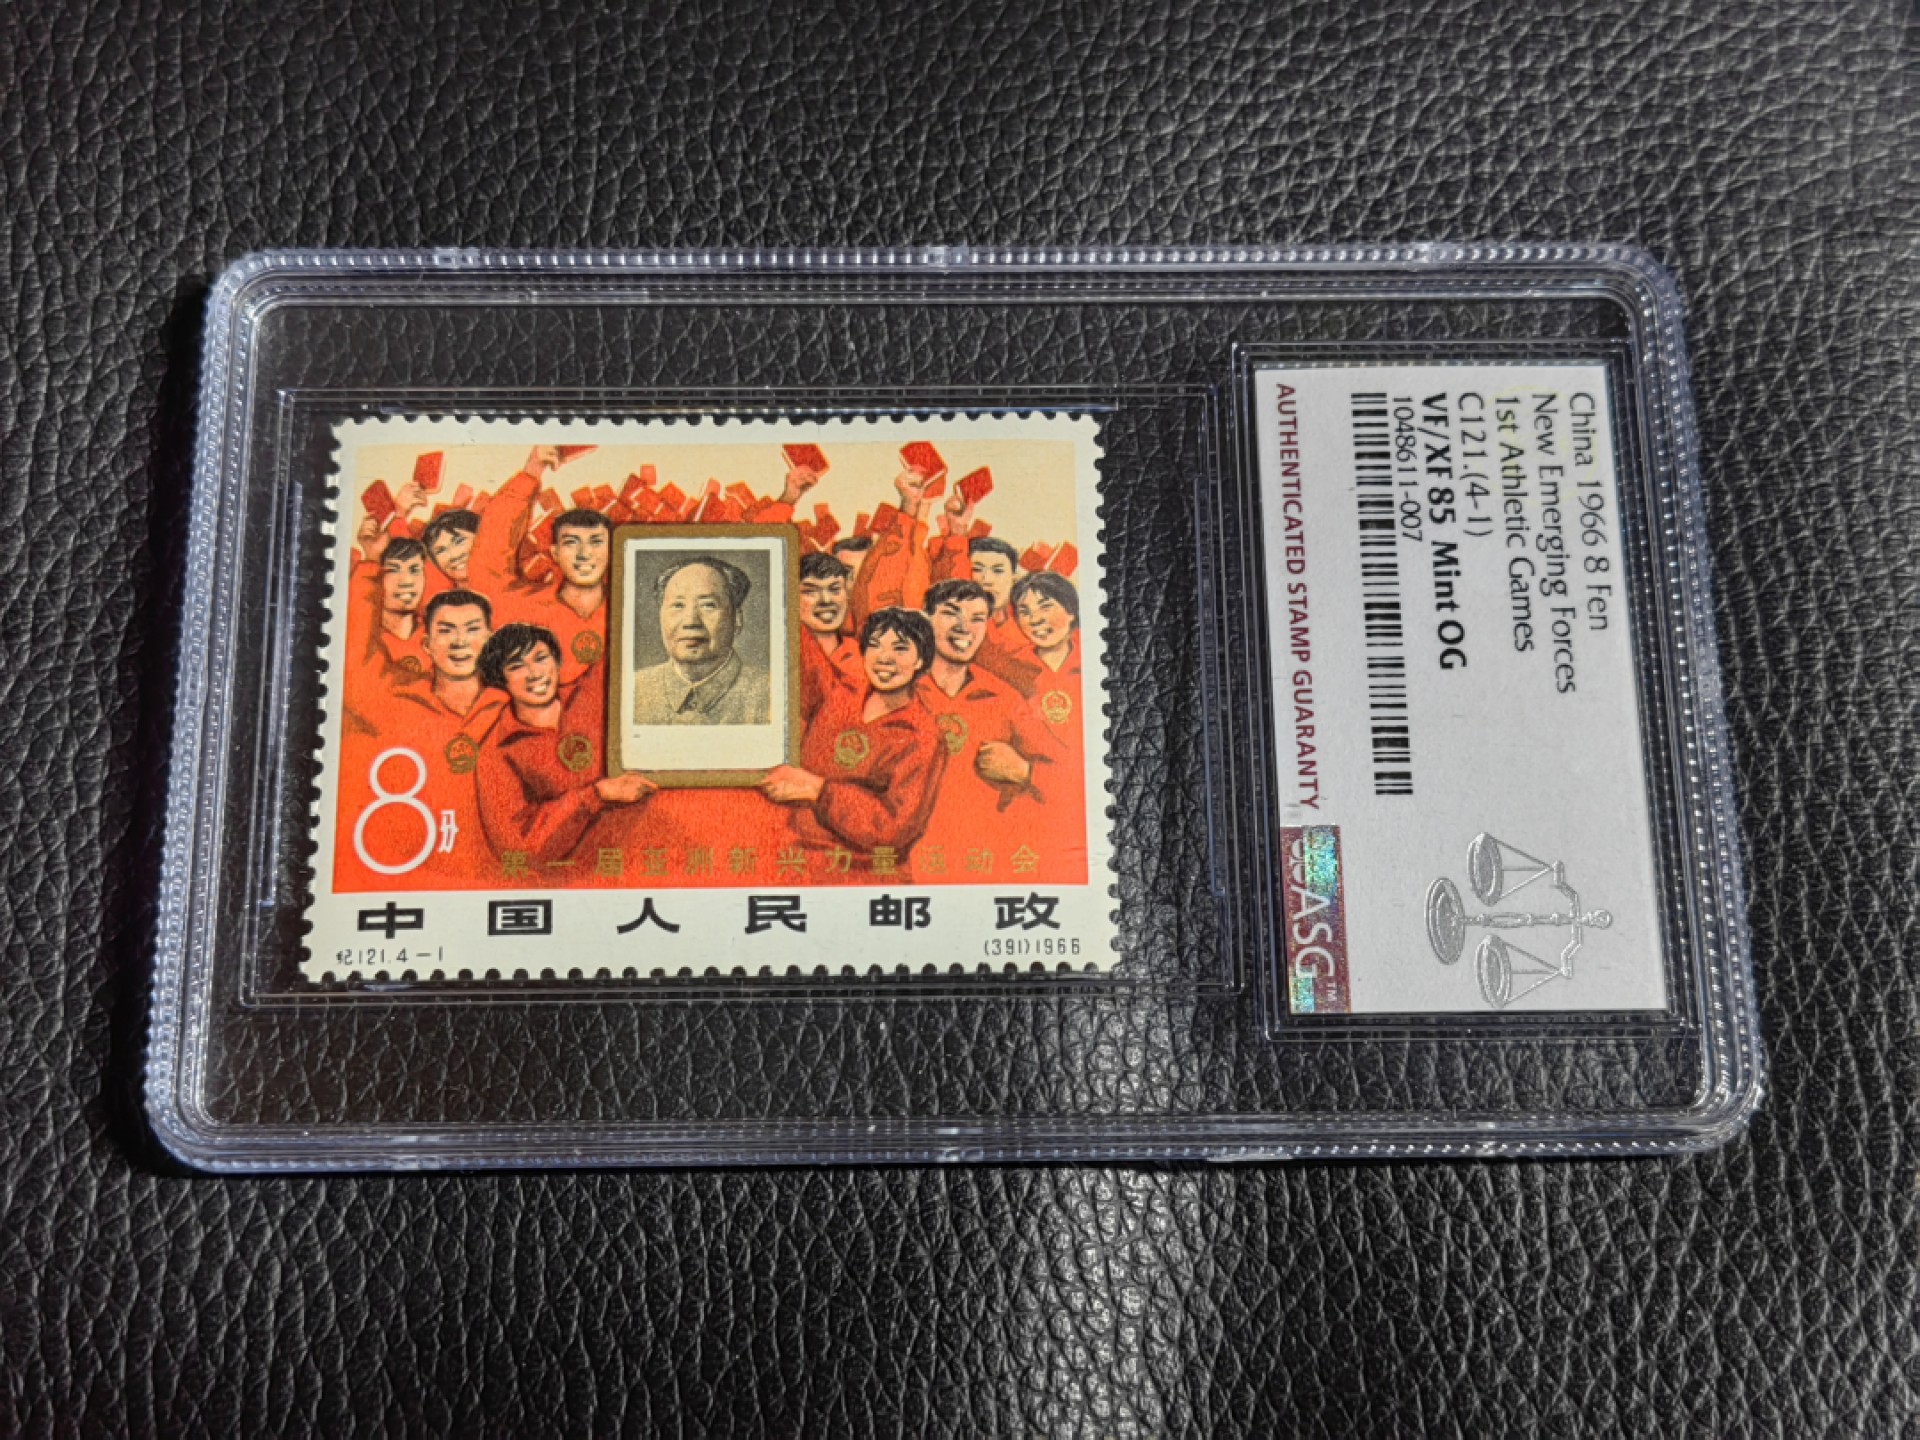 8分
第一届亚洲新兴力量运动会
中国人民邮政
纪121.4-1
(391)1966
China 1966 8 Fen
New Emerging Forces
1st Athletic Games
C121.(4-1)
VF/XF 85 Mint OG
1048611-007
AUTHENTICATED STAMP GUARANTY
ASG™